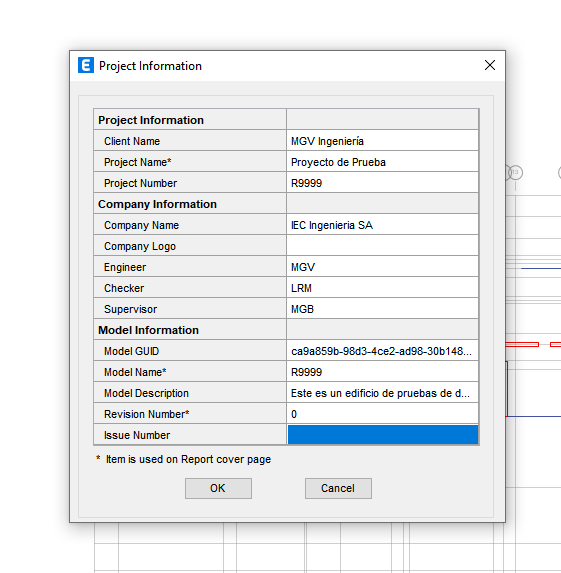 E Project Information
Project Information
Client Name MGV Ingeniería
Project Name* Proyecto de Prueba
Project Number R9999
Company Information
Company Name IEC Ingenieria SA
Company Logo
Engineer MGV
Checker LRM
Supervisor MGB
Model Information
Model GUID ca9a859b-98d3-4ce2-ad98-30b148...
Model Name* R9999
Model Description Este es un edificio de pruebas de d...
Revision Number* 0
Issue Number
* Item is used on Report cover page
OK Cancel